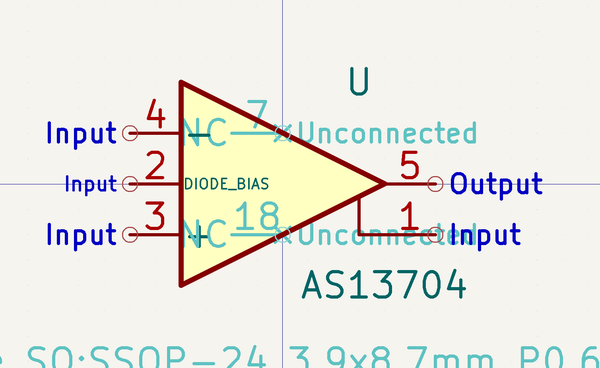 U
Input 4 - NC 7 Unconnected
Input 2 DIODE_BIAS 5 Output
Input 3 + NC 18 Unconnected 1 Input
AS13704
SO:SSOP-24_3.9x8.7mm_P0.6